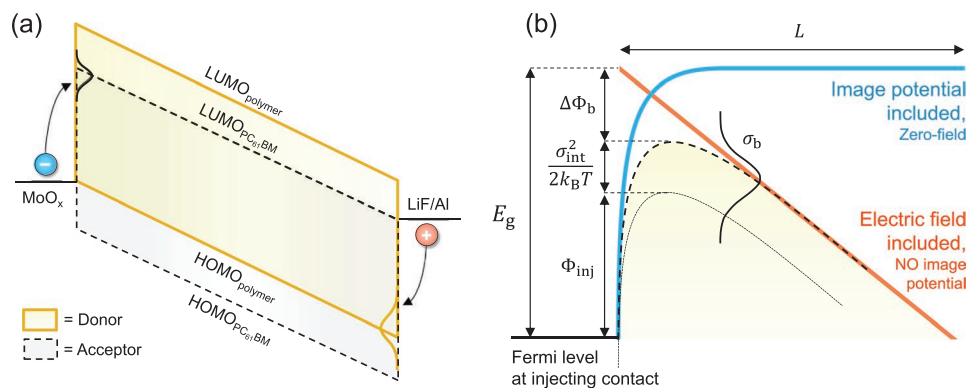 (a)
LUMO_polymer
LUMO_PC₆₁BM
−
MoOₓ
LiF/Al
+
HOMO_polymer
HOMO_PC₆₁BM
= Donor
= Acceptor
(b)
L
ΔΦ_b
σ_b
Image potential
included,
Zero-field
σ²_int
2k_BT
E_g
Φ_inj
Electric field
included,
NO image
potential
Fermi level
at injecting contact